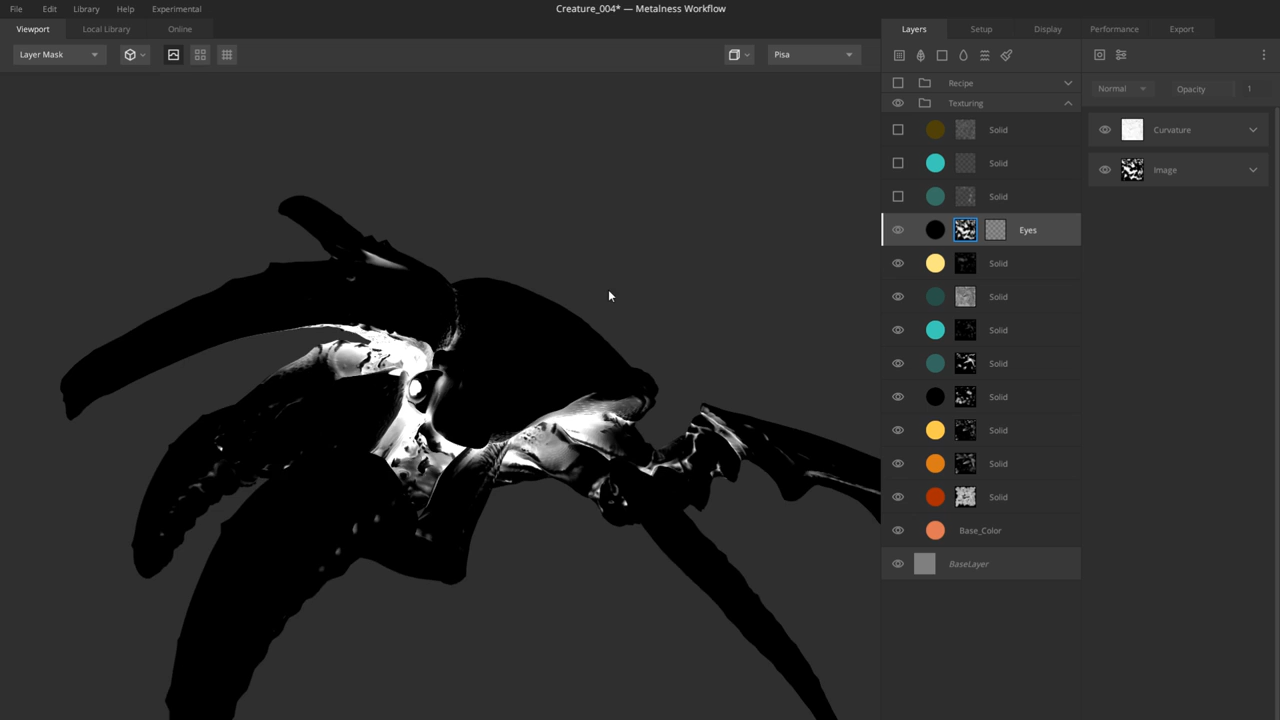 Creature_004* — Metalness Workflow
File Edit Library Help Experimental
Viewport Local Library Online
Layers Setup Display
Performance Export
Layer Mask
Pisa
Recipe
Texturing
Normal Opacity 1
Solid
Curvature
Solid
Image
Solid
Eyes
Solid
Solid
Solid
Solid
Solid
Solid
Solid
Solid
Base_Color
BaseLayer